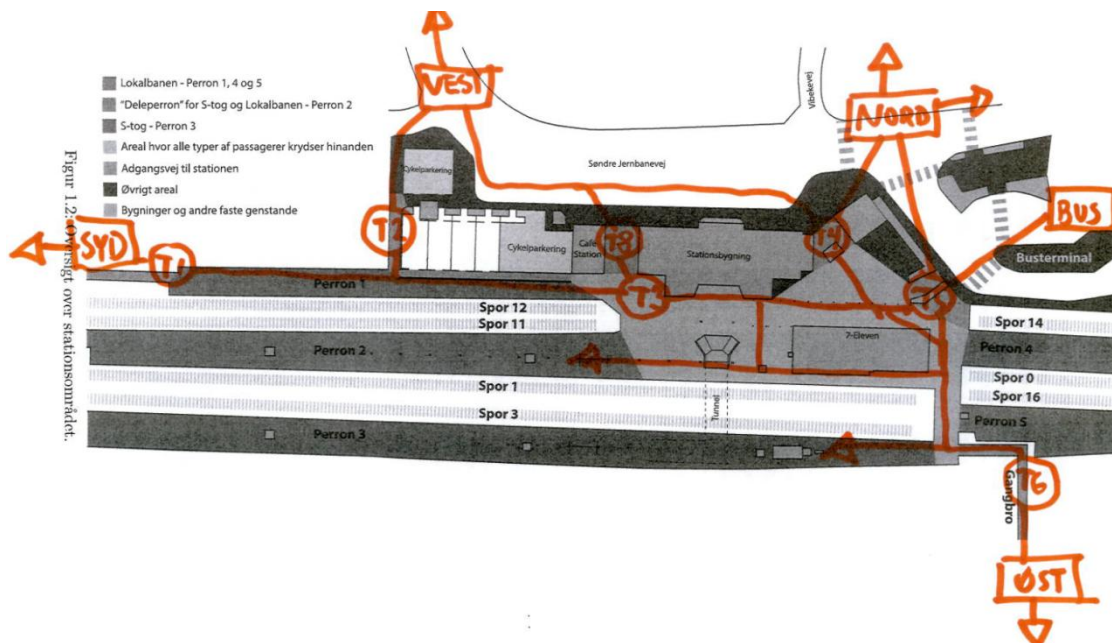 VEST
NORD
BUS
SYD
ØST
T1
T2
T8
T3
T4
T5
T6
Lokalbanen - Perron 1, 4 og 5
"Deleperron" for S-tog og Lokalbanen - Perron 2
S-tog - Perron 3
Areal hvor alle typer af passagerer krydser hinanden
Adgangsvej til stationen
Øvrigt areal
Bygninger og andre faste genstande
Figur 1.2: Oversigt over stationsområdet.
Vibekevej
Søndre Jernbanevej
Cykelparkering
Cykelparkering
Café
Station
Stationsbygning
Busterminal
Perron 1
Spor 12
Spor 11
Spor 14
7-Eleven
Perron 2
Perron 4
Spor 1
Spor 0
Spor 16
Spor 3
Tunnel
Perron 5
Perron 3
Gangbro